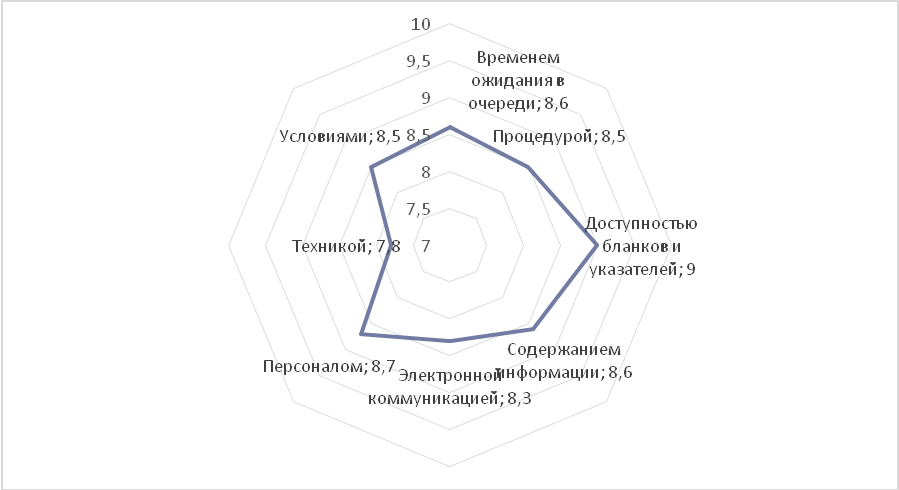 10
9,5
Временем
ожидания в
очереди; 8,6
9
Условиями; 8,5
8,5
Процедурой; 8,5
8
7,5
Доступностью
бланков и
указателей; 9
Техникой; 7,8
7
Содержанием
информации; 8,6
Персоналом; 8,7
Электронной
коммуникацией; 8,3